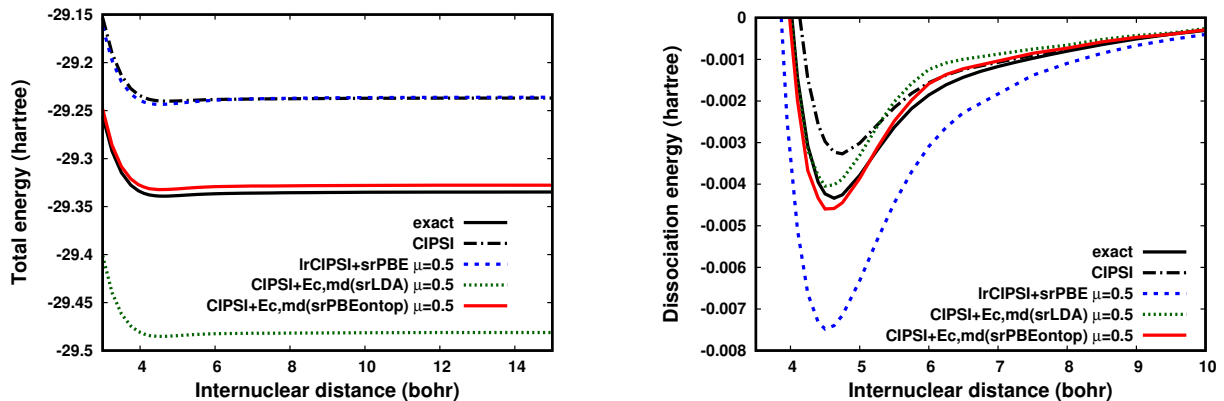 -29.15
-29.2
-29.25
-29.3
-29.35
-29.4
-29.45
-29.5
Total energy (hartree)
exact
CIPSI
lrCIPSI+srPBE μ=0.5
CIPSI+Ec,md(srLDA) μ=0.5
CIPSI+Ec,md(srPBEontop) μ=0.5
4 6 8 10 12 14
Internuclear distance (bohr)
0
-0.001
-0.002
-0.003
-0.004
-0.005
-0.006
-0.007
-0.008
Dissociation energy (hartree)
exact
CIPSI
lrCIPSI+srPBE μ=0.5
CIPSI+Ec,md(srLDA) μ=0.5
CIPSI+Ec,md(srPBEontop) μ=0.5
4 5 6 7 8 9 10
Internuclear distance (bohr)